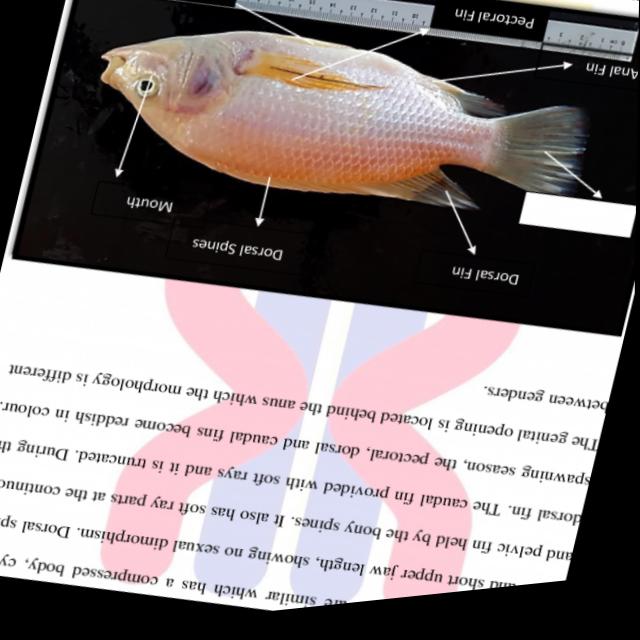 are similar which has a compressed body, cy
and short upper jaw length, showing no sexual dimorphism. Dorsal sp
and pelvic fin held by the bony spines. It also has soft ray parts at the continuo
dorsal fin. The caudal fin provided with soft rays and it is truncated. During th
spawning season, the pectoral, dorsal and caudal fins become reddish in colour.
The genital opening is located behind the anus which the morphology is different
between genders.
Dorsal Fin
Dorsal Spines
Mouth
Anal Fin
Pectoral Fin